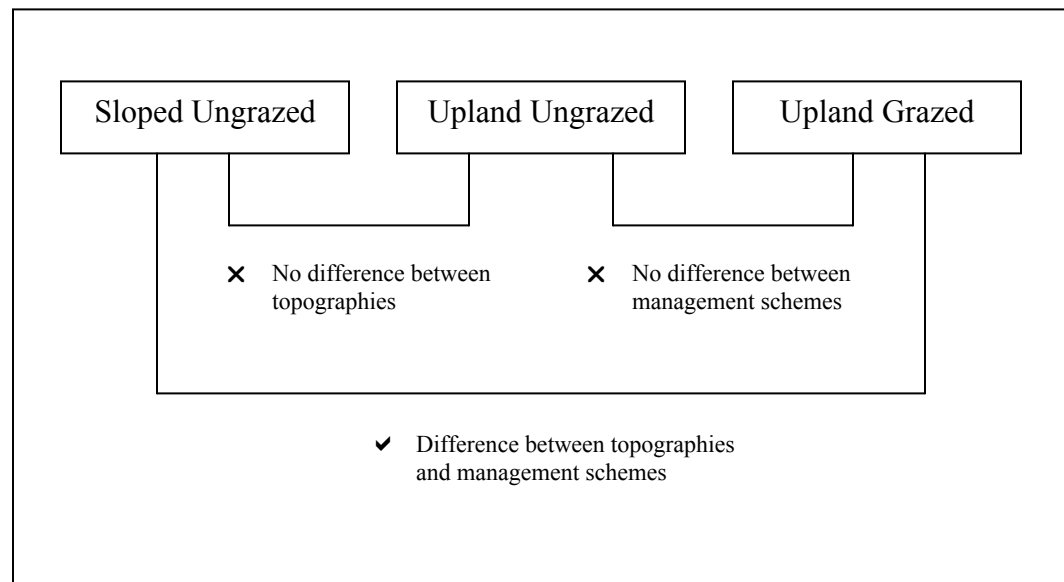 Sloped Ungrazed
Upland Ungrazed
Upland Grazed
✕ No difference between
topographies
✕ No difference between
management schemes
✔ Difference between topographies
and management schemes